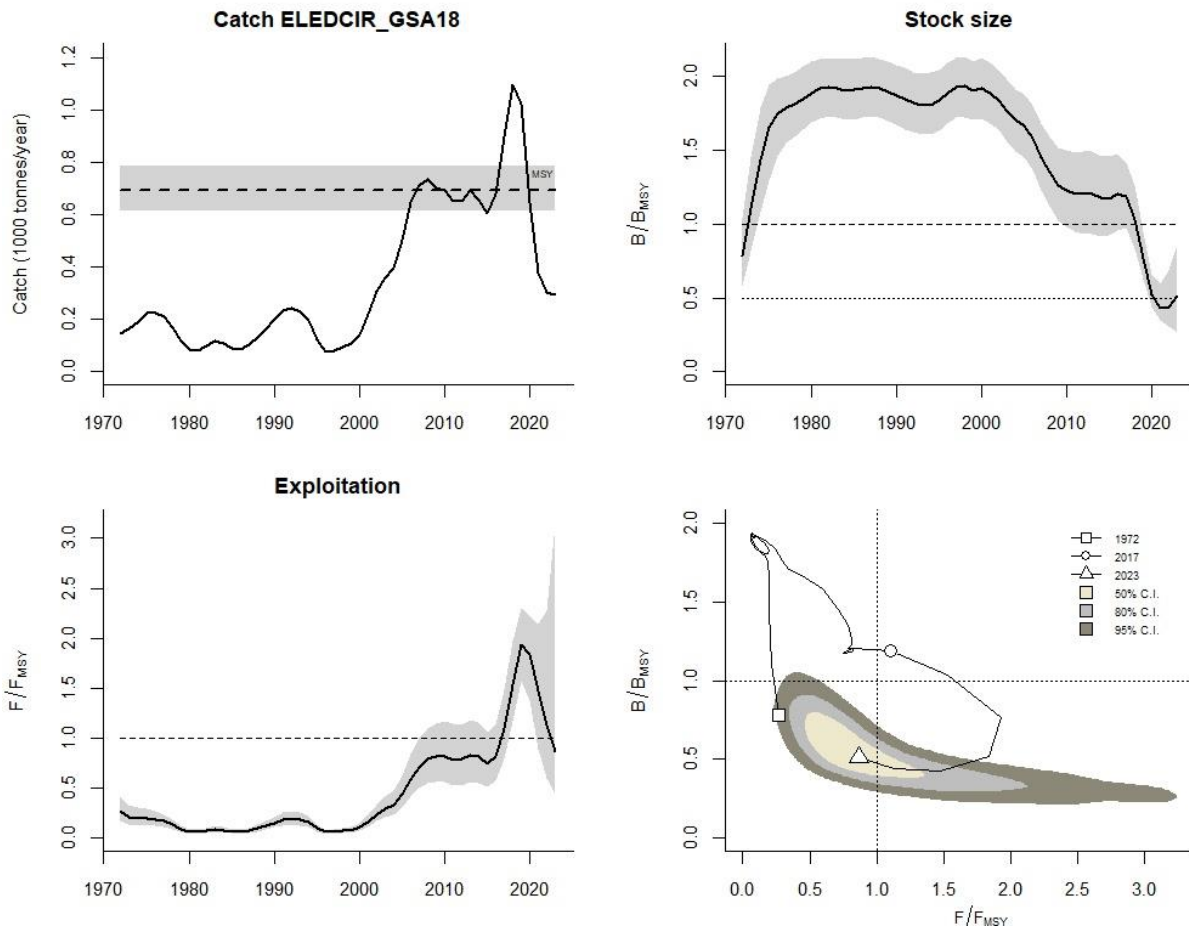 Catch ELEDCIR_GSA18
Catch (1000 tonnes/year)
0.0 0.2 0.4 0.6 0.8 1.0 1.2
MSY
1970 1980 1990 2000 2010 2020
Stock size
B/BMSY
0.0 0.5 1.0 1.5 2.0
1970 1980 1990 2000 2010 2020
Exploitation
F/FMSY
0.0 0.5 1.0 1.5 2.0 2.5 3.0
1970 1980 1990 2000 2010 2020
B/BMSY
0.0 0.5 1.0 1.5 2.0
1972
2017
2023
50% C.I.
80% C.I.
95% C.I.
0.0 0.5 1.0 1.5 2.0 2.5 3.0
F/FMSY